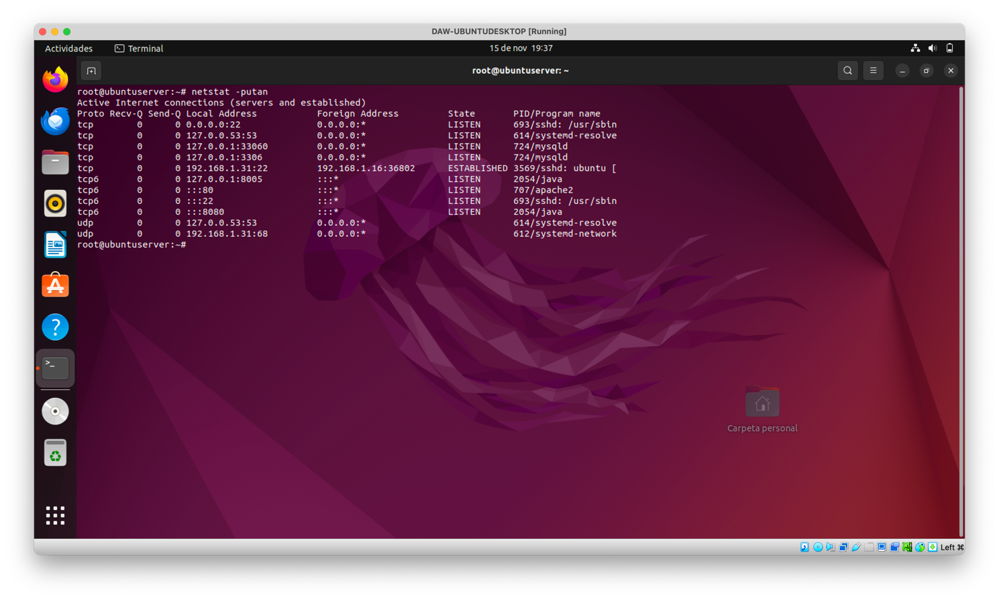 DAW-UBUNTUDESKTOP [Running]
Actividades Terminal 15 de nov 19:37
root@ubuntuserver: ~
root@ubuntuserver:~# netstat -putan
Active Internet connections (servers and established)
Proto Recv-Q Send-Q Local Address           Foreign Address         State       PID/Program name
tcp        0      0 0.0.0.0:22              0.0.0.0:*               LISTEN      693/sshd: /usr/sbin
tcp        0      0 127.0.0.53:53           0.0.0.0:*               LISTEN      614/systemd-resolve
tcp        0      0 127.0.0.1:33060         0.0.0.0:*               LISTEN      724/mysqld
tcp        0      0 127.0.0.1:3306          0.0.0.0:*               LISTEN      724/mysqld
tcp        0      0 192.168.1.31:22         192.168.1.16:36802      ESTABLISHED 3569/sshd: ubuntu [
tcp6       0      0 127.0.0.1:8005          :::*                    LISTEN      2054/java
tcp6       0      0 :::80                   :::*                    LISTEN      707/apache2
tcp6       0      0 :::22                   :::*                    LISTEN      693/sshd: /usr/sbin
tcp6       0      0 :::8080                 :::*                    LISTEN      2054/java
udp        0      0 127.0.0.53:53           0.0.0.0:*                           614/systemd-resolve
udp        0      0 192.168.1.31:68         0.0.0.0:*                           612/systemd-network
root@ubuntuserver:~#
Carpeta personal
Left ⌘